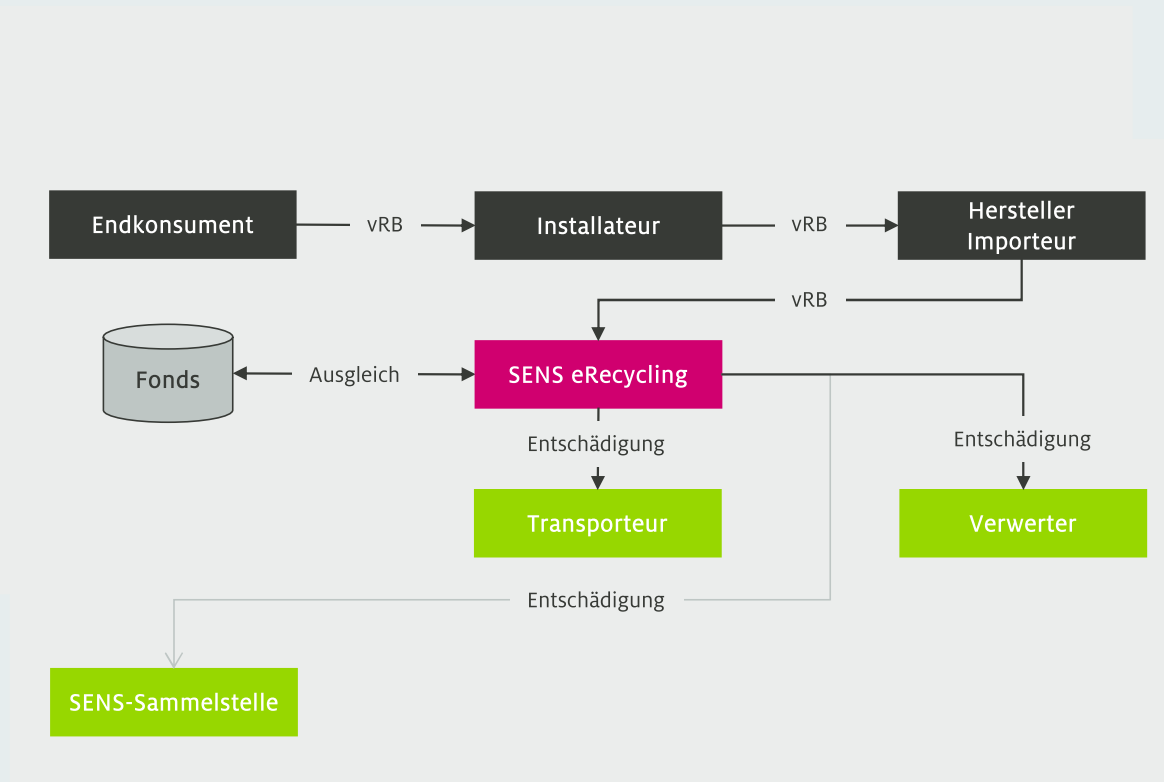 Endkonsument
vRB
Installateur
vRB
Hersteller
Importeur
vRB
Fonds
Ausgleich
SENS eRecycling
Entschädigung
Entschädigung
Transporteur
Verwerter
Entschädigung
SENS-Sammelstelle